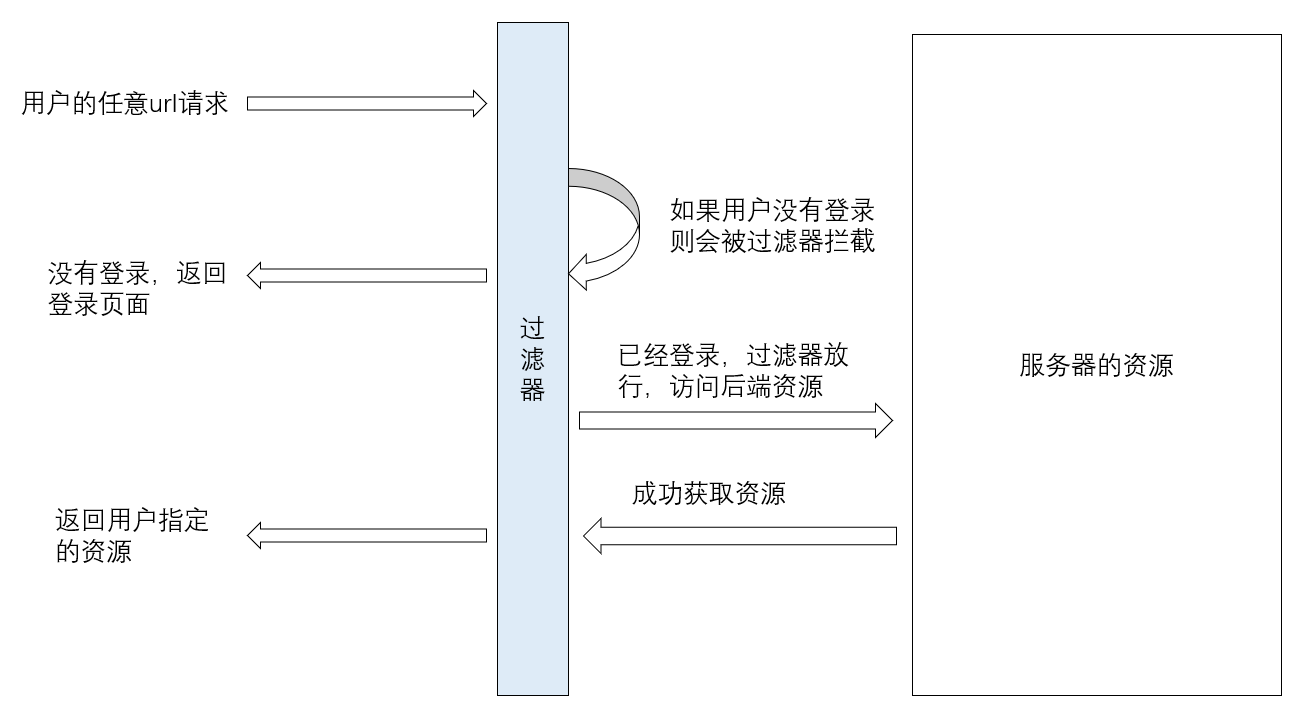 用户的任意url请求
如果用户没有登录
则会被过滤器拦截
没有登录，返回
登录页面
过
滤
器
已经登录，过滤器放
行，访问后端资源
服务器的资源
成功获取资源
返回用户指定
的资源